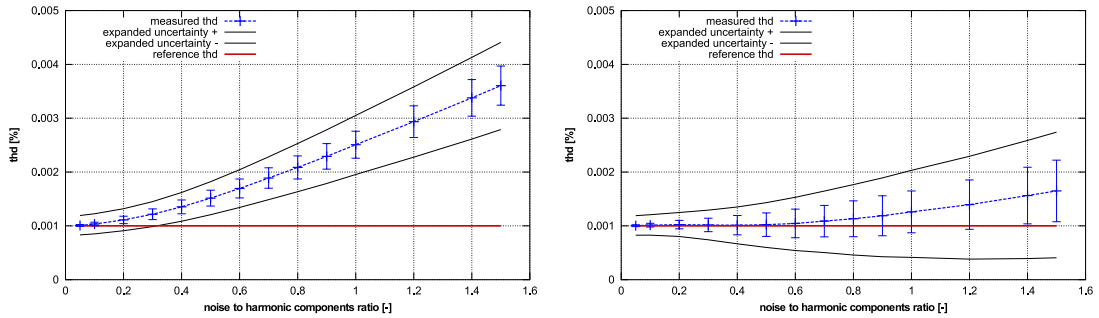 0.005
0.004
0.003
0.002
0.001
0
thd [%]
measured thd
expanded uncertainty +
expanded uncertainty -
reference thd
0 0.2 0.4 0.6 0.8 1 1.2 1.4 1.6
noise to harmonic components ratio [-]
0.005
0.004
0.003
0.002
0.001
0
thd [%]
measured thd
expanded uncertainty +
expanded uncertainty -
reference thd
0 0.2 0.4 0.6 0.8 1 1.2 1.4 1.6
noise to harmonic components ratio [-]